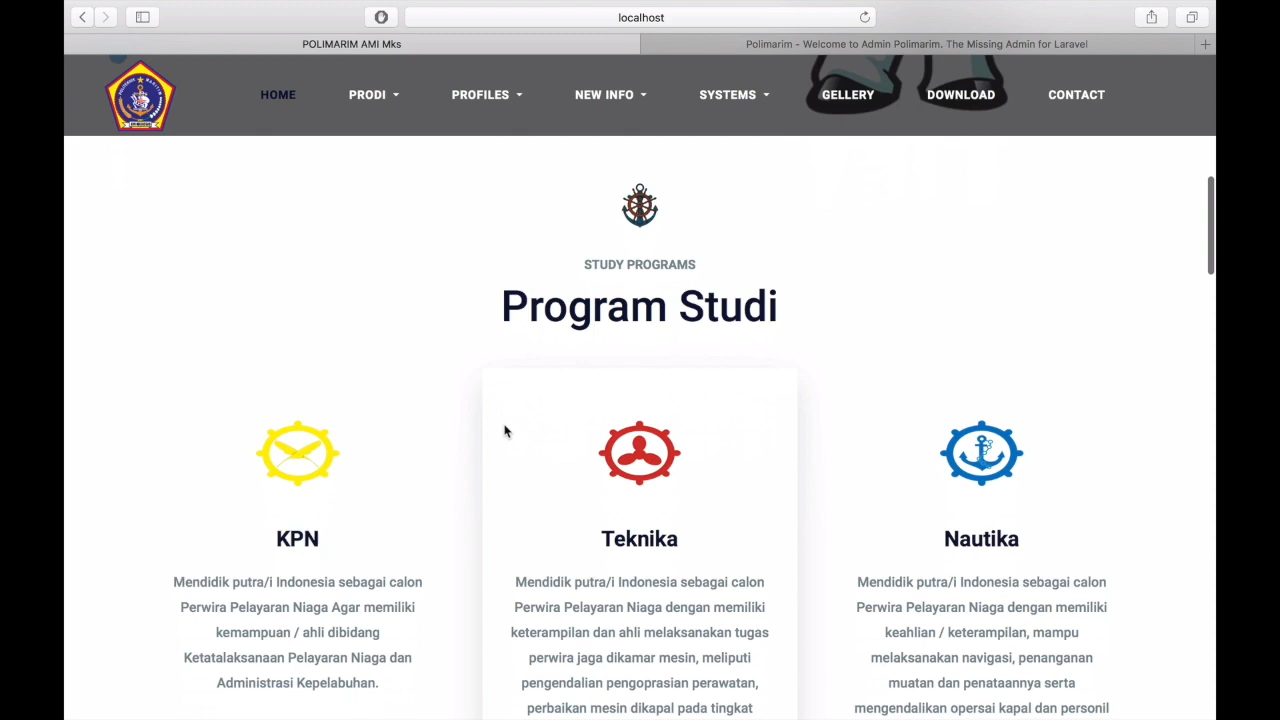 localhost
POLIMARIM AMI Mks
Polimarim - Welcome to Admin Polimarim. The Missing Admin for Laravel
HOME
PRODI
PROFILES
NEW INFO
SYSTEMS
GELLERY
DOWNLOAD
CONTACT
STUDY PROGRAMS
Program Studi
KPN
Mendidik putra/i Indonesia sebagai calon
Perwira Pelayaran Niaga Agar memiliki
kemampuan / ahli dibidang
Ketatalaksanaan Pelayaran Niaga dan
Administrasi Kepelabuhan.
Teknika
Mendidik putra/i Indonesia sebagai calon
Perwira Pelayaran Niaga dengan memiliki
keterampilan dan ahli melaksanakan tugas
perwira jaga dikamar mesin, meliputi
pengendalian pengoprasian perawatan,
perbaikan mesin dikapal pada tingkat
Nautika
Mendidik putra/i Indonesia sebagai calon
Perwira Pelayaran Niaga dengan memiliki
keahlian / keterampilan, mampu
melaksanakan navigasi, penanganan
muatan dan penataannya serta
mengendalikan opersai kapal dan personil